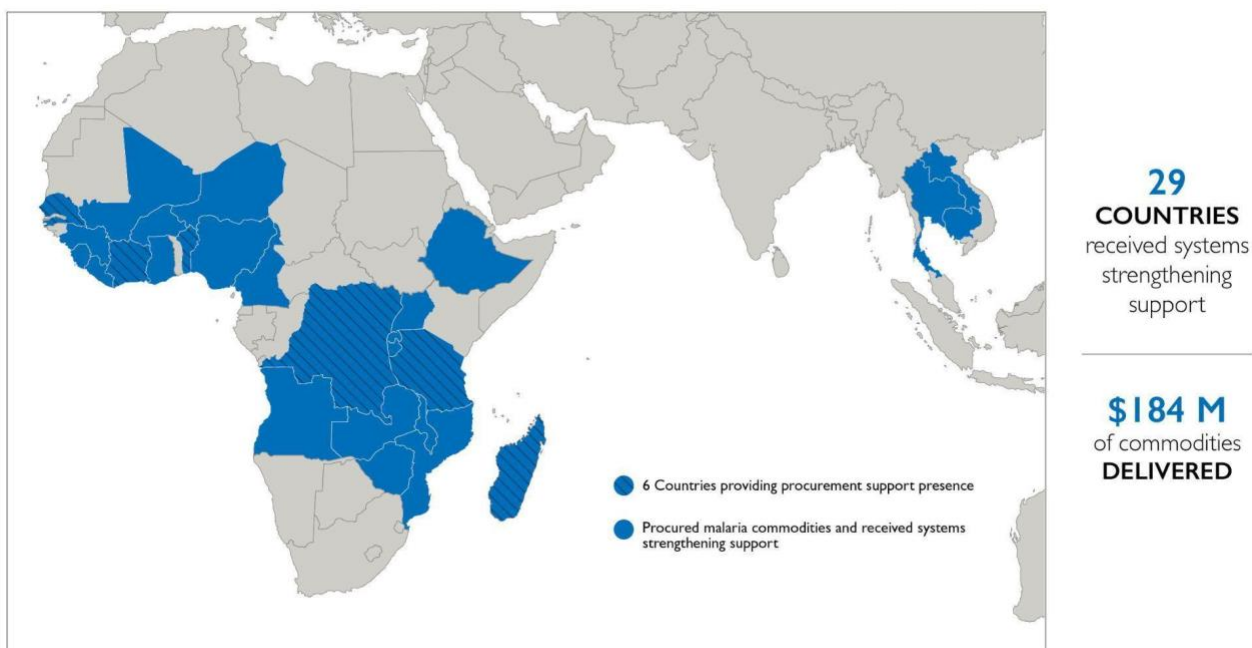 29
COUNTRIES
received systems
strengthening
support
$184 M
of commodities
DELIVERED
6 Countries providing procurement support presence
Procured malaria commodities and received systems
strengthening support